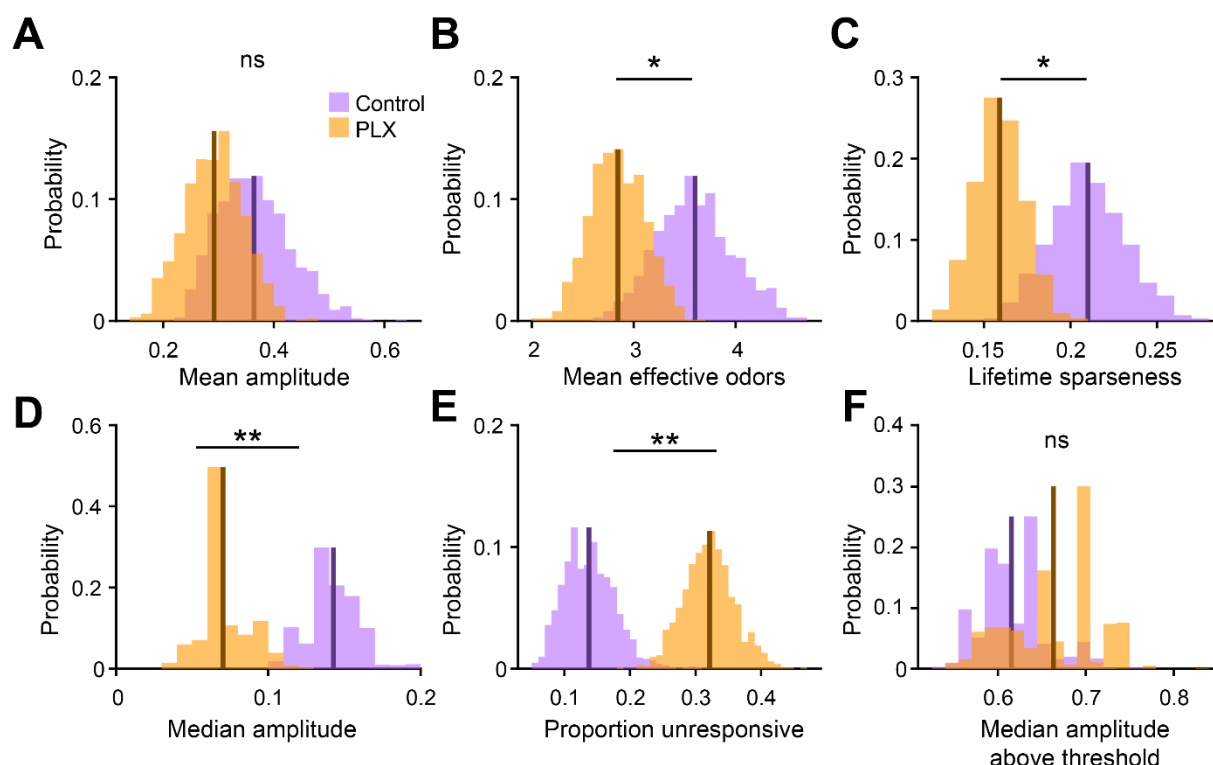 A
ns
0.2
0.1
0
Probability
0.2
0.4
0.6
Mean amplitude
Control
PLX
B
*
0.2
0.1
0
Probability
2
3
4
Mean effective odors
C
*
0.3
0.2
0.1
0
Probability
0.15
0.2
0.25
Lifetime sparseness
D
**
0.6
0.4
0.2
0
Probability
0
0.1
0.2
Median amplitude
E
**
0.2
0.1
0
Probability
0.1
0.2
0.3
0.4
Proportion unresponsive
F
ns
0.4
0.3
0.2
0.1
0
Probability
0.6
0.7
0.8
Median amplitude
above threshold